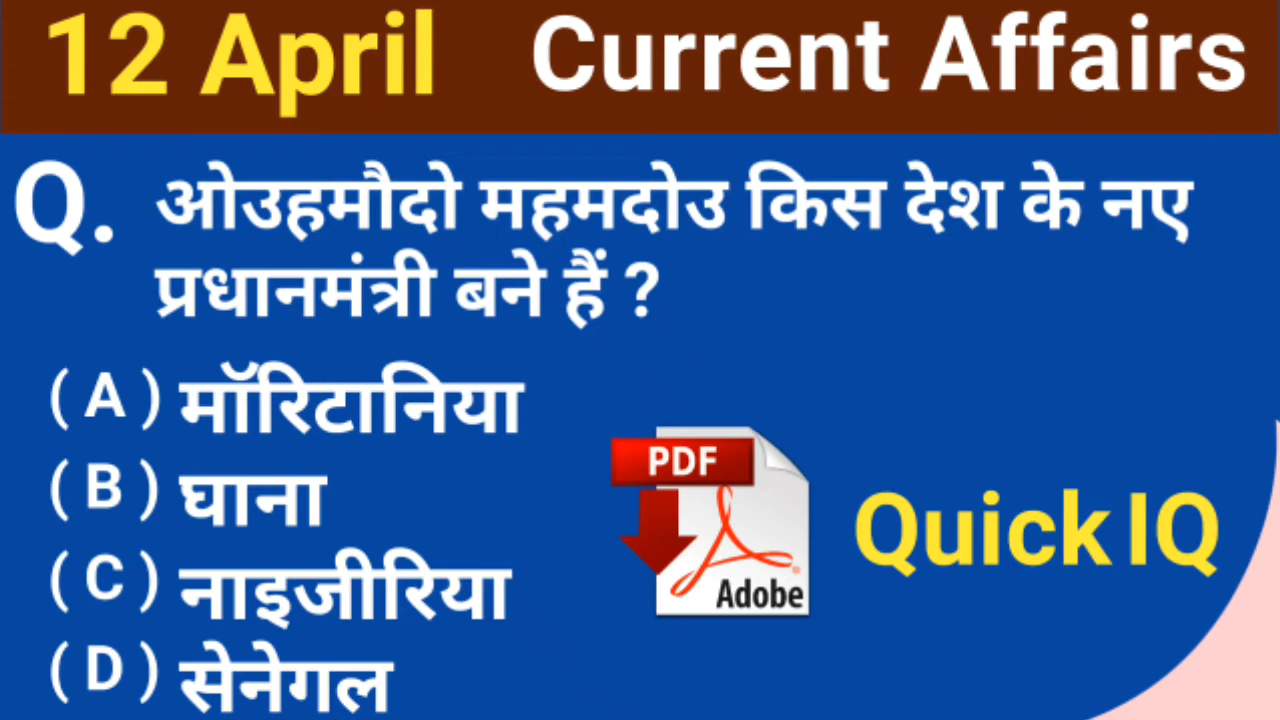 12 April Current Affairs
Q. ओउहमौदो महमदोउ किस देश के नए
प्रधानमंत्री बने हैं ?
( A ) मॉरिटानिया
( B ) घाना
( C ) नाइजीरिया
( D ) सेनेगल
PDF
Adobe
Quick IQ